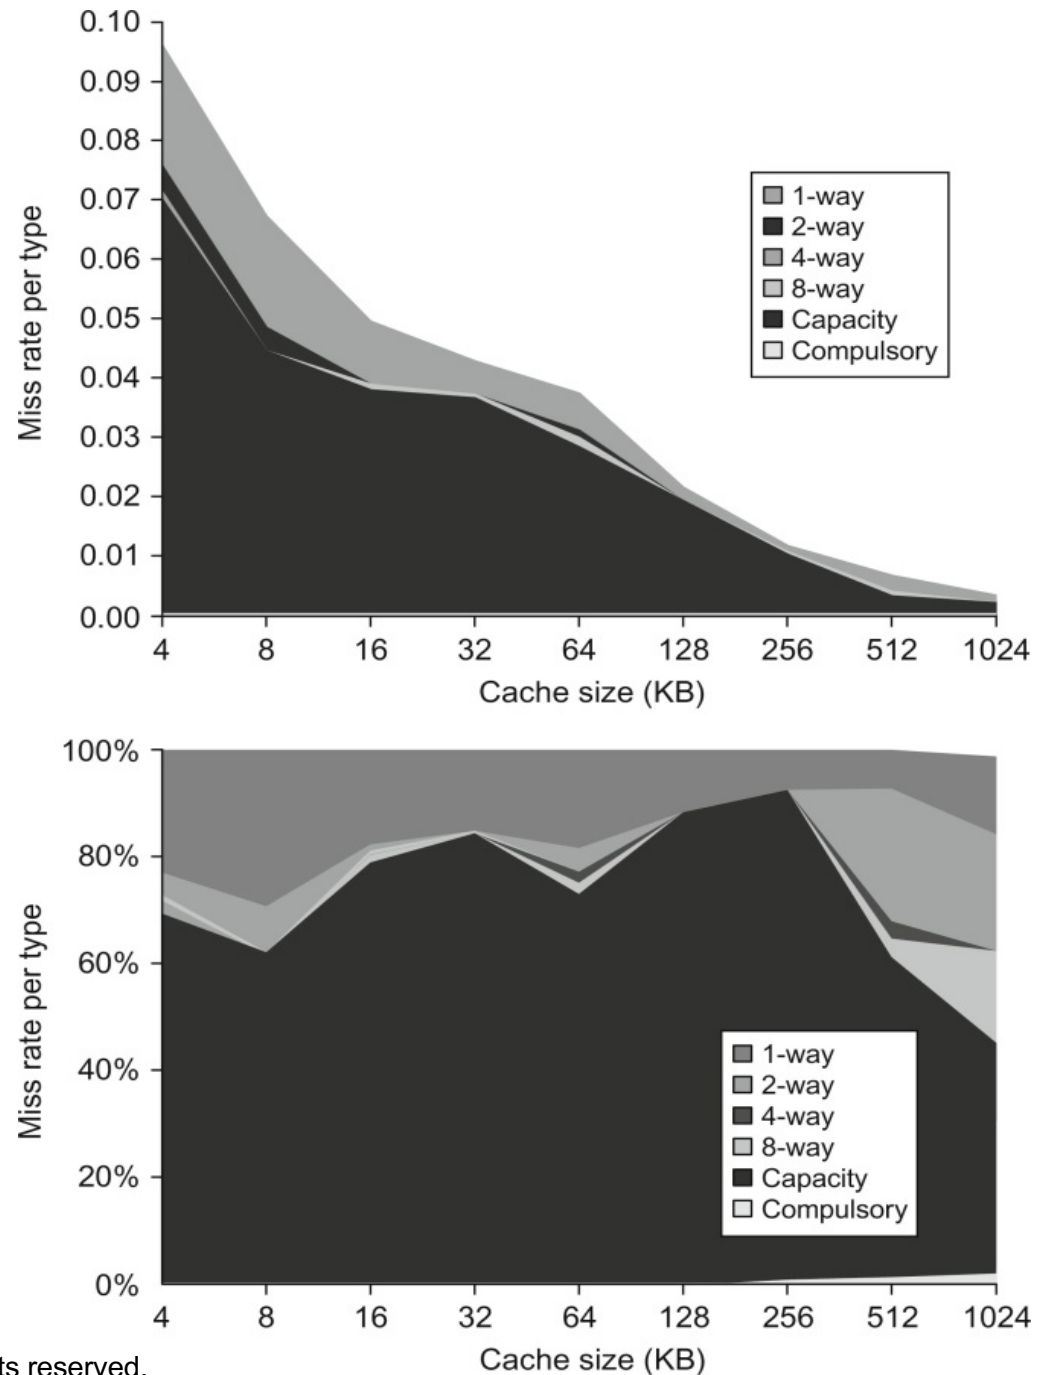 0.10
0.09
0.08
0.07
0.06
0.05
0.04
0.03
0.02
0.01
0.00
Miss rate per type
1-way
2-way
4-way
8-way
Capacity
Compulsory
4 8 16 32 64 128 256 512 1024
Cache size (KB)
100%
80%
60%
40%
20%
0%
Miss rate per type
1-way
2-way
4-way
8-way
Capacity
Compulsory
4 8 16 32 64 128 256 512 1024
Cache size (KB)
ts reserved.